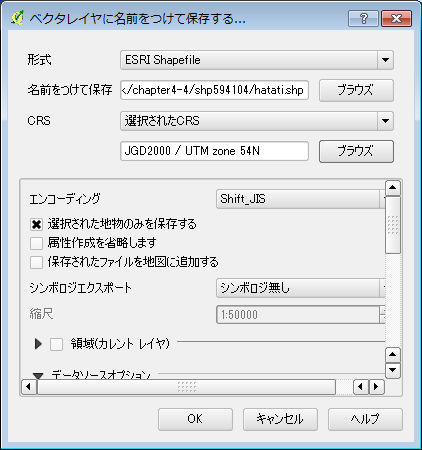 ベクタレイヤに名前をつけて保存する...
形式 ESRI Shapefile
名前をつけて保存 </chapter4-4/shp594104/hatati.shp ブラウズ
CRS 選択されたCRS
JGD2000 / UTM zone 54N ブラウズ
エンコーディング Shift_JIS
選択された地物のみを保存する
属性作成を省略します
保存されたファイルを地図に追加する
シンボロジエクスポート シンボロジ無し
縮尺 1:50000
領域(カレント レイヤ)
データソースオプション
OK キャンセル ヘルプ